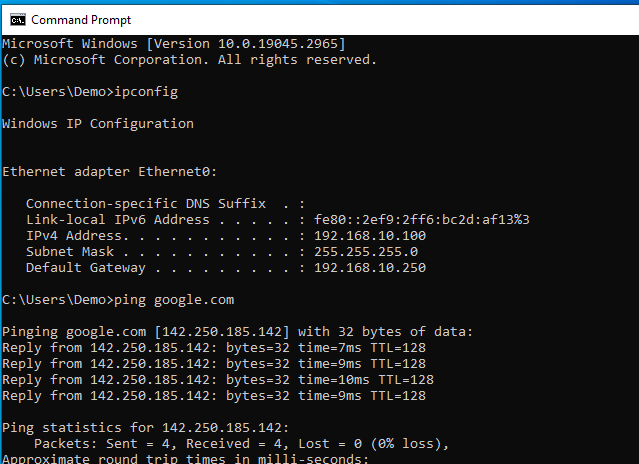 Command Prompt
Microsoft Windows [Version 10.0.19045.2965]
(c) Microsoft Corporation. All rights reserved.
C:\Users\Demo>ipconfig
Windows IP Configuration
Ethernet adapter Ethernet0:
   Connection-specific DNS Suffix  . :
   Link-local IPv6 Address . . . . . : fe80::2ef9:2ff6:bc2d:af13%3
   IPv4 Address. . . . . . . . . . . : 192.168.10.100
   Subnet Mask . . . . . . . . . . . : 255.255.255.0
   Default Gateway . . . . . . . . . : 192.168.10.250
C:\Users\Demo>ping google.com
Pinging google.com [142.250.185.142] with 32 bytes of data:
Reply from 142.250.185.142: bytes=32 time=7ms TTL=128
Reply from 142.250.185.142: bytes=32 time=9ms TTL=128
Reply from 142.250.185.142: bytes=32 time=10ms TTL=128
Reply from 142.250.185.142: bytes=32 time=9ms TTL=128
Ping statistics for 142.250.185.142:
    Packets: Sent = 4, Received = 4, Lost = 0 (0% loss),
Approximate round trip times in milli-seconds: